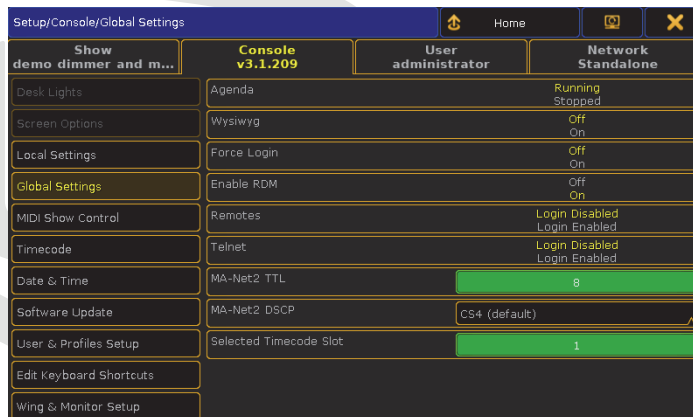 Setup/Console/Global Settings
Home
Show
demo dimmer and m...
Console
v3.1.209
User
administrator
Network
Standalone
Desk Lights
Screen Options
Local Settings
Global Settings
MIDI Show Control
Timecode
Date & Time
Software Update
User & Profiles Setup
Edit Keyboard Shortcuts
Wing & Monitor Setup
Agenda
Running
Stopped
Wysiwyg
Off
On
Force Login
Off
On
Enable RDM
Off
On
Remotes
Login Disabled
Login Enabled
Telnet
Login Disabled
Login Enabled
MA-Net2 TTL
8
MA-Net2 DSCP
CS4 (default)
Selected Timecode Slot
1